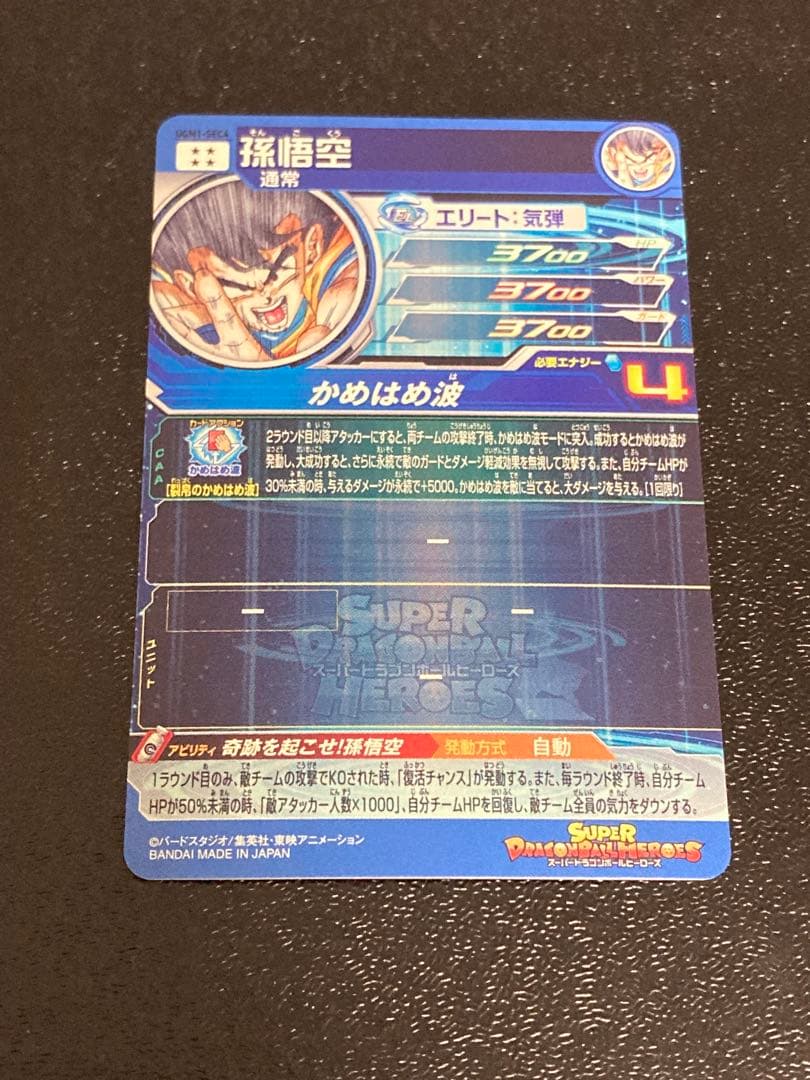 UGM1-SEC4
孫悟空
そんごくう
通常
エリート:気弾
HP
3700
パワー
3700
ガード
3700
必要エナジー 4
かめはめ波
は
CAA
カードアクション
かめはめ波
[裂帛のかめはめ波]
2ラウンド目以降アタッカーにすると、両チームの攻撃終了時、かめはめ波モードに突入。成功するとかめはめ波が
発動し、大成功すると、さらに永続で敵のガードとダメージ軽減効果を無視して攻撃する。また、自分チームHPが
30%未満の時、与えるダメージが永続で+5000。かめはめ波を敵に当てると、大ダメージを与える。[1回限り]
ー
ユニット
ー
ー
ー
SUPER
DRAGONBALL
スーパードラゴンボールヒーローズ
HEROES
アビリティ 奇跡を起こせ!孫悟空 発動方式 自動
1ラウンド目のみ、敵チームの攻撃でKOされた時、「復活チャンス」が発動する。また、毎ラウンド終了時、自分チーム
HPが50%未満の時、「敵アタッカー人数×1000」、自分チームHPを回復し、敵チーム全員の気力をダウンする。
©バードスタジオ/集英社・東映アニメーション
BANDAI MADE IN JAPAN
SUPER
DRAGONBALL HEROES
スーパードラゴンボールヒーローズ